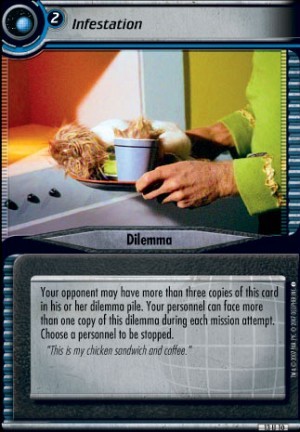 2 Infestation
Dilemma
Your opponent may have more than three copies of this card
in his or her dilemma pile. Your personnel can face more
than one copy of this dilemma during each mission attempt.
Choose a personnel to be stopped.
"This is my chicken sandwich and coffee."